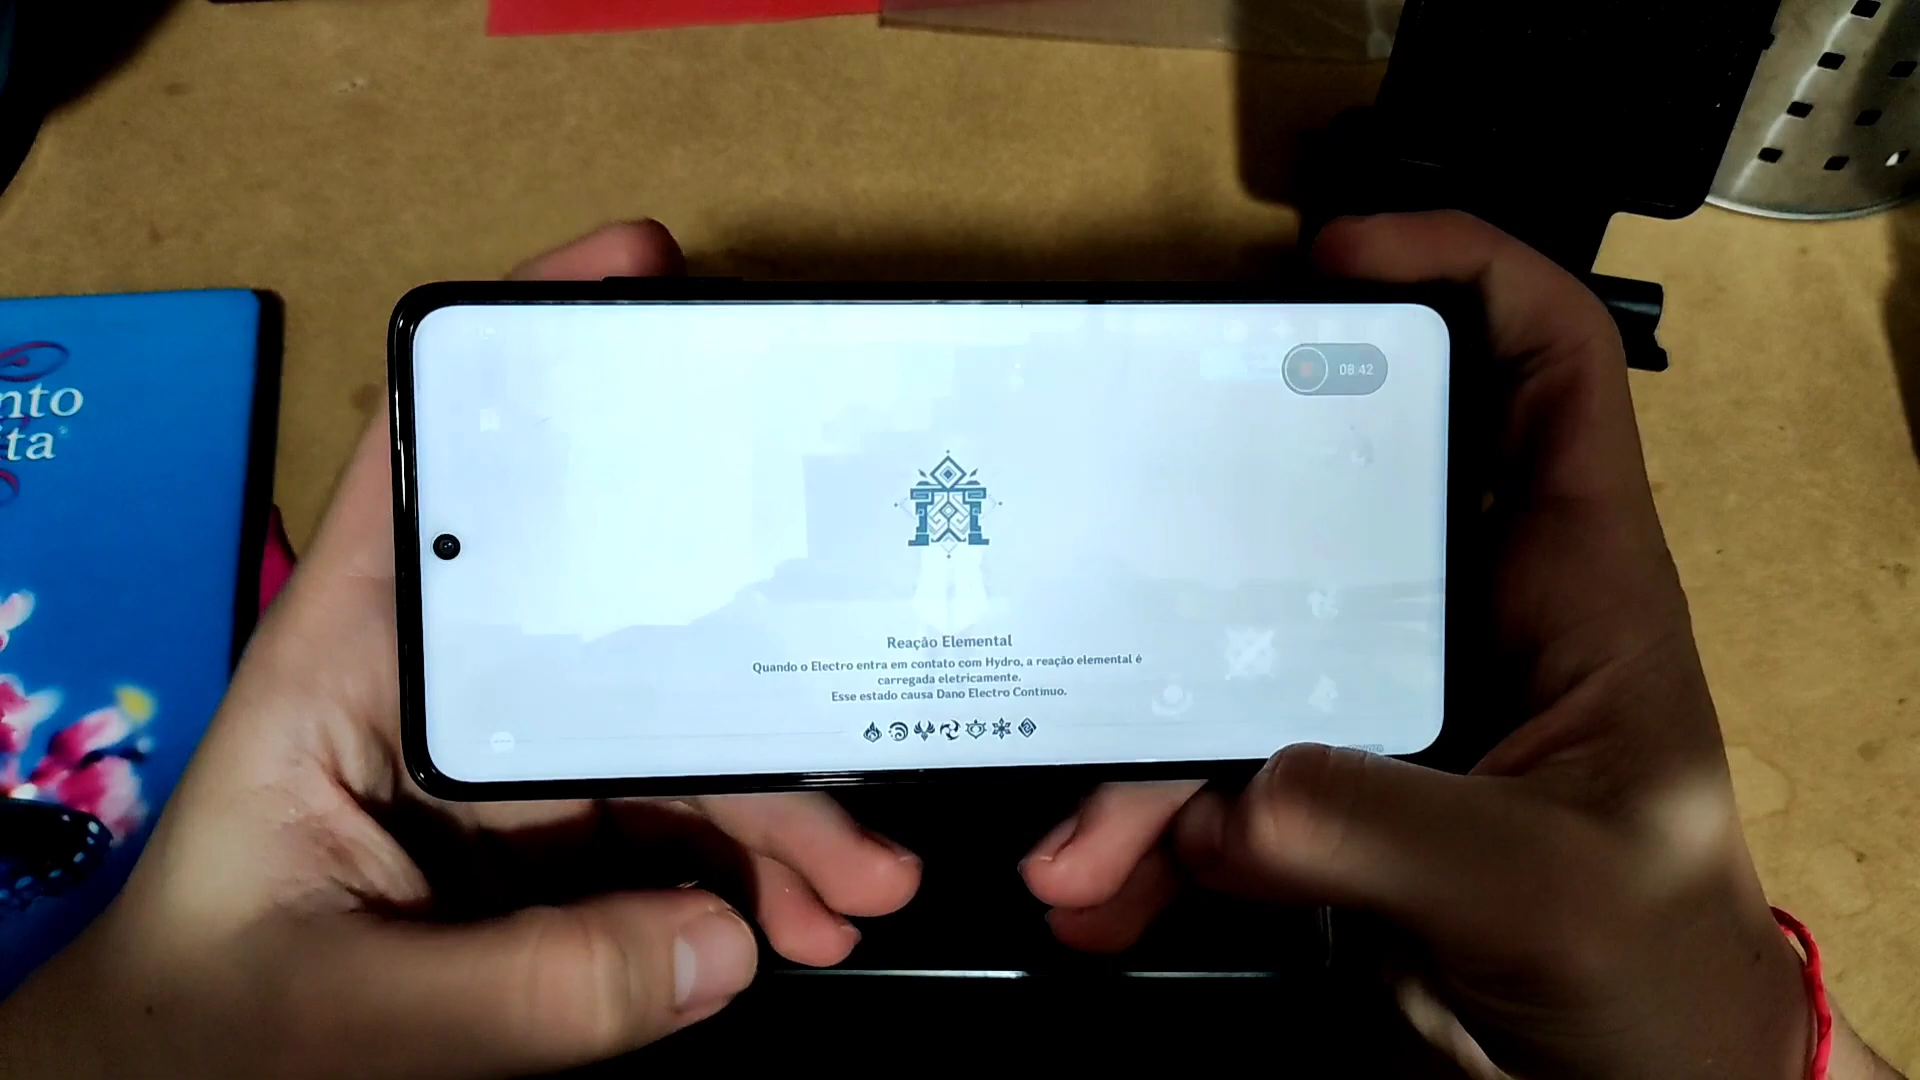 nto
ita
08:42
Reação Elemental
Quando o Electro entra em contato com Hydro, a reação elemental é
carregada eletricamente.
Esse estado causa Dano Electro Contínuo.